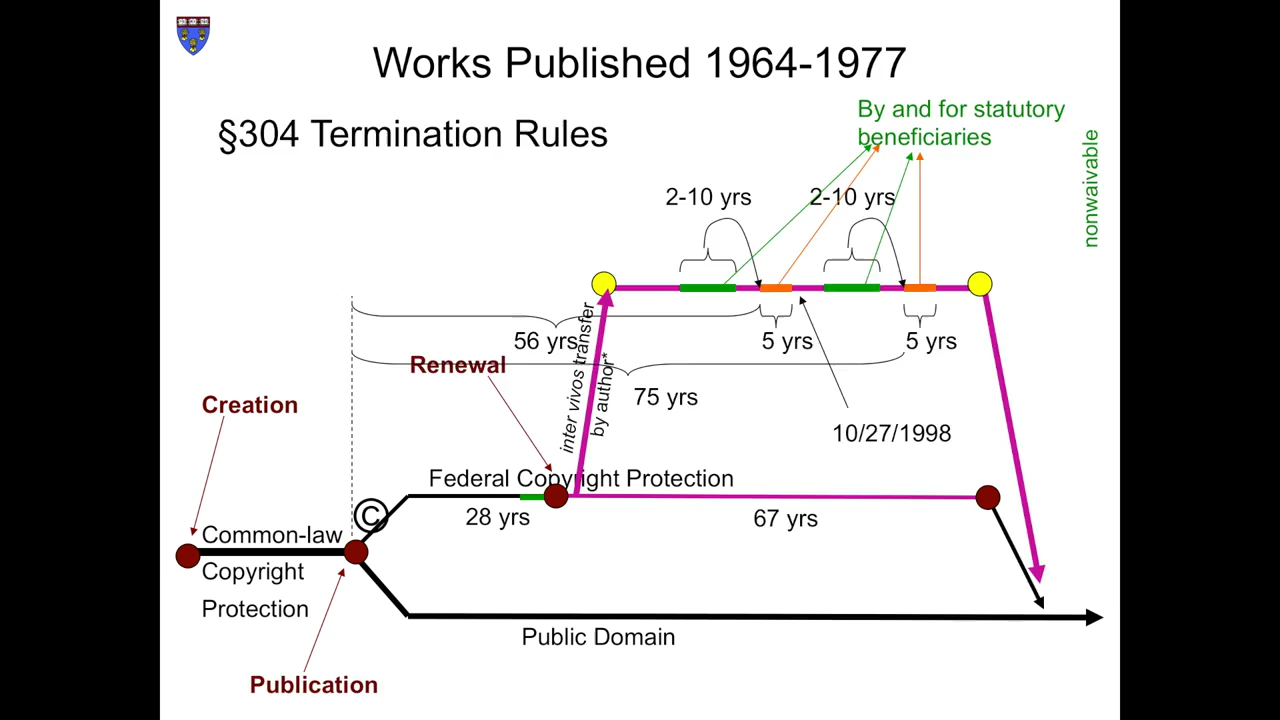 Works Published 1964-1977
§304 Termination Rules
By and for statutory
beneficiaries
nonwaivable
2-10 yrs
2-10 yrs
56 yrs
5 yrs
5 yrs
Renewal
inter vivos transfer
by author*
75 yrs
Creation
10/27/1998
Federal Copyright Protection
©
28 yrs
67 yrs
Common-law
Copyright
Protection
Public Domain
Publication